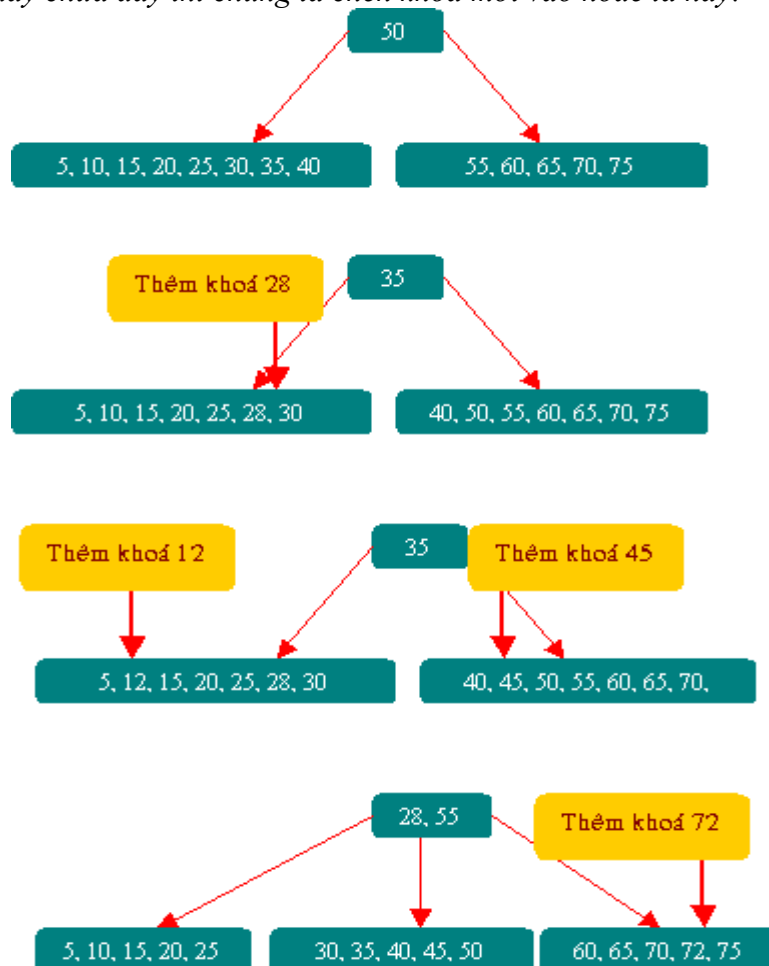 50
5, 10, 15, 20, 25, 30, 35, 40
55, 60, 65, 70, 75
Thêm khoá 28
35
5, 10, 15, 20, 25, 28, 30
40, 50, 55, 60, 65, 70, 75
Thêm khoá 12
35
Thêm khoá 45
5, 12, 15, 20, 25, 28, 30
40, 45, 50, 55, 60, 65, 70,
28, 55
Thêm khoá 72
5, 10, 15, 20, 25
30, 35, 40, 45, 50
60, 65, 70, 72, 75